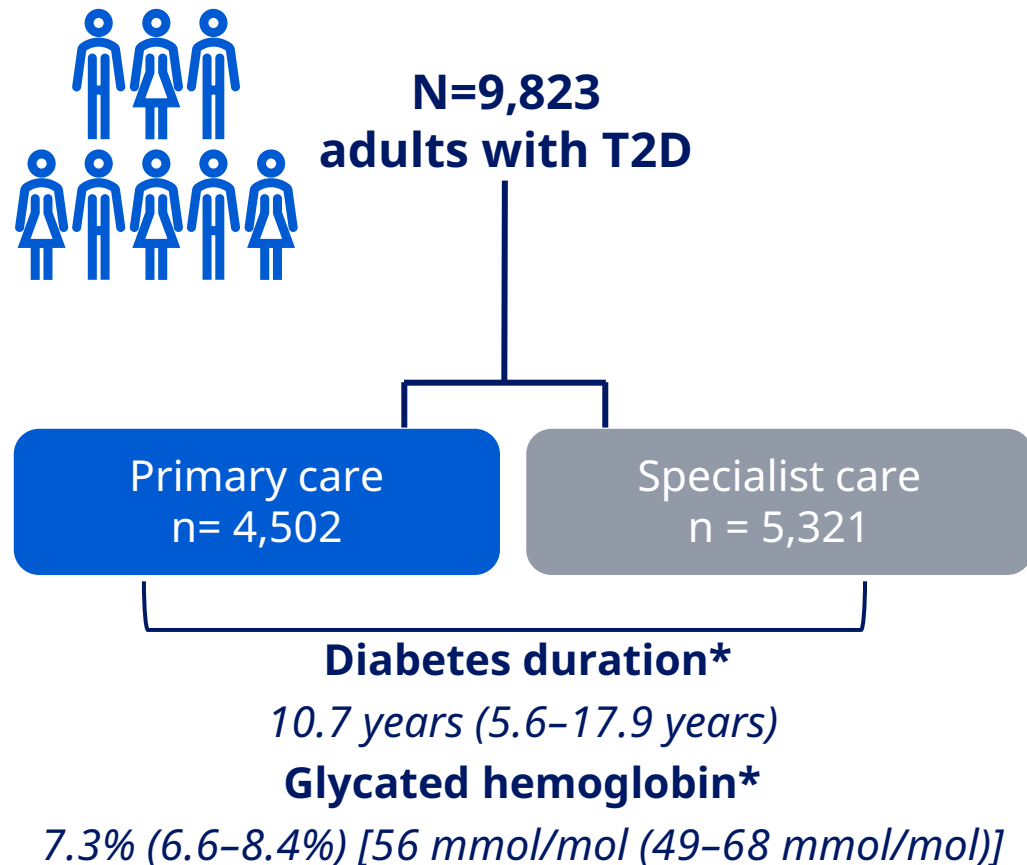 N=9,823
adults with T2D
Primary care
n= 4,502
Specialist care
n = 5,321
Diabetes duration*
10.7 years (5.6–17.9 years)
Glycated hemoglobin*
7.3% (6.6–8.4%) [56 mmol/mol (49–68 mmol/mol)]